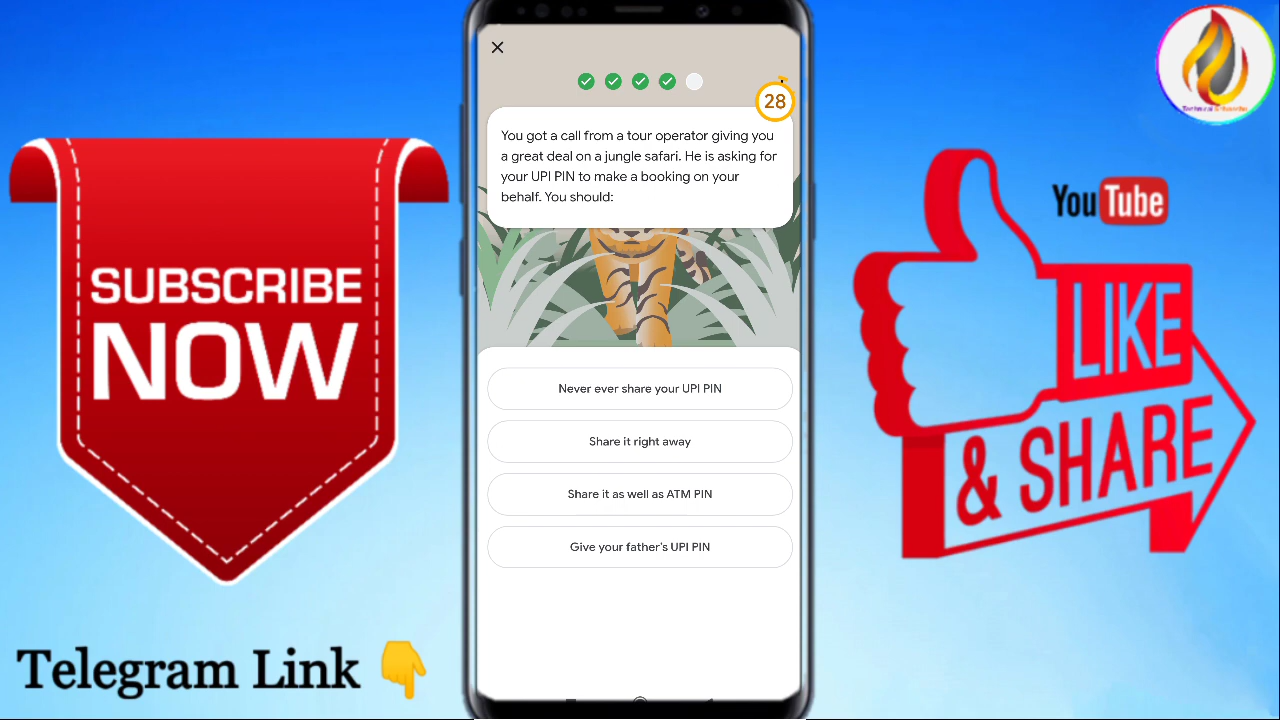 SUBSCRIBE
NOW
Telegram Link
28
You got a call from a tour operator giving you
a great deal on a jungle safari. He is asking for
your UPI PIN to make a booking on your
behalf. You should:
Never ever share your UPI PIN
Share it right away
Share it as well as ATM PIN
Give your father's UPI PIN
YouTube
LIKE
& SHARE